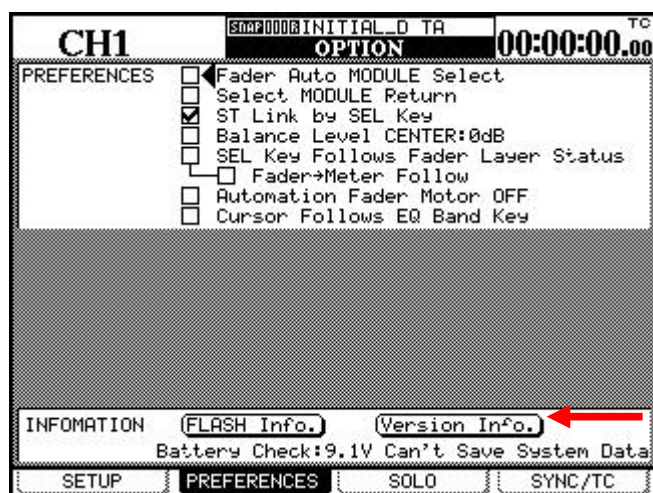 CH1
SNAP000B INITIAL_D TA
OPTION
TC
00:00:00.00
PREFERENCES
Fader Auto MODULE Select
Select MODULE Return
ST Link by SEL Key
Balance Level CENTER:0dB
SEL Key Follows Fader Layer Status
Fader→Meter Follow
Automation Fader Motor OFF
Cursor Follows EQ Band Key
INFOMATION
FLASH Info.
Version Info.
Battery Check:9.1V Can't Save System Data
SETUP
PREFERENCES
SOLO
SYNC/TC